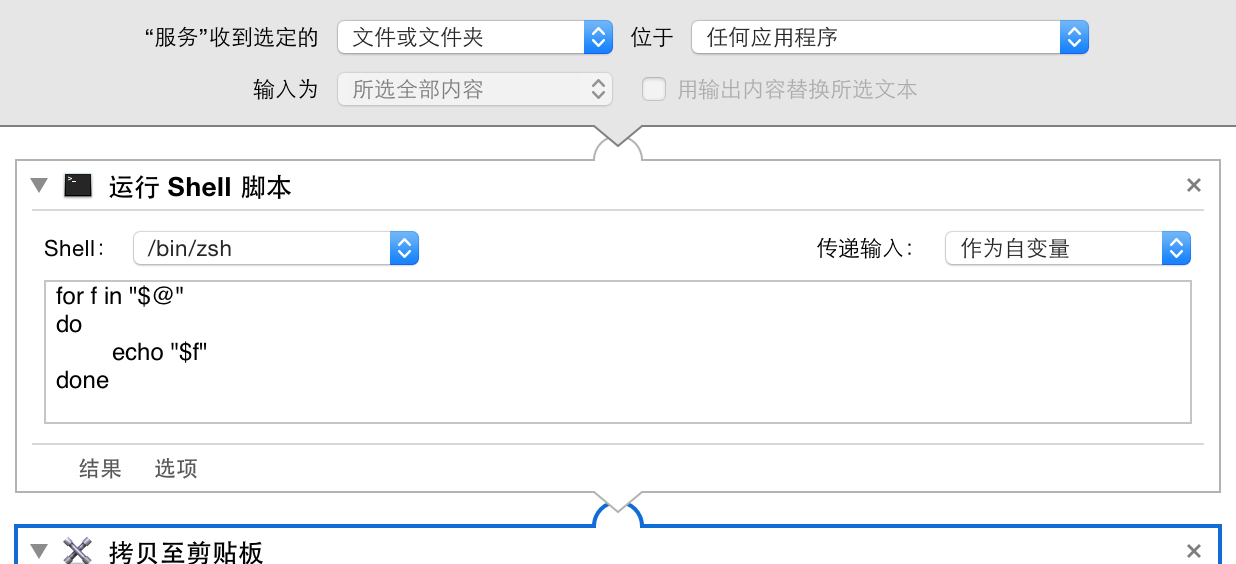 “服务”收到选定的 文件或文件夹 位于 任何应用程序
输入为 所选全部内容 用输出内容替换所选文本
运行 Shell 脚本
Shell： /bin/zsh 传递输入： 作为自变量
for f in "$@"
do
echo "$f"
done
结果 选项
拷贝至剪贴板